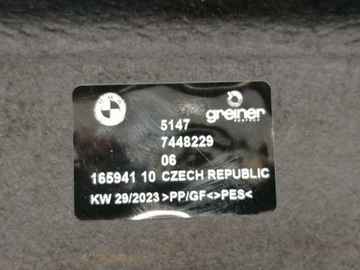 greiner
5147
7448229
06
165941 10 CZECH REPUBLIC
KW 29/2023 >PP/GF<>PES<